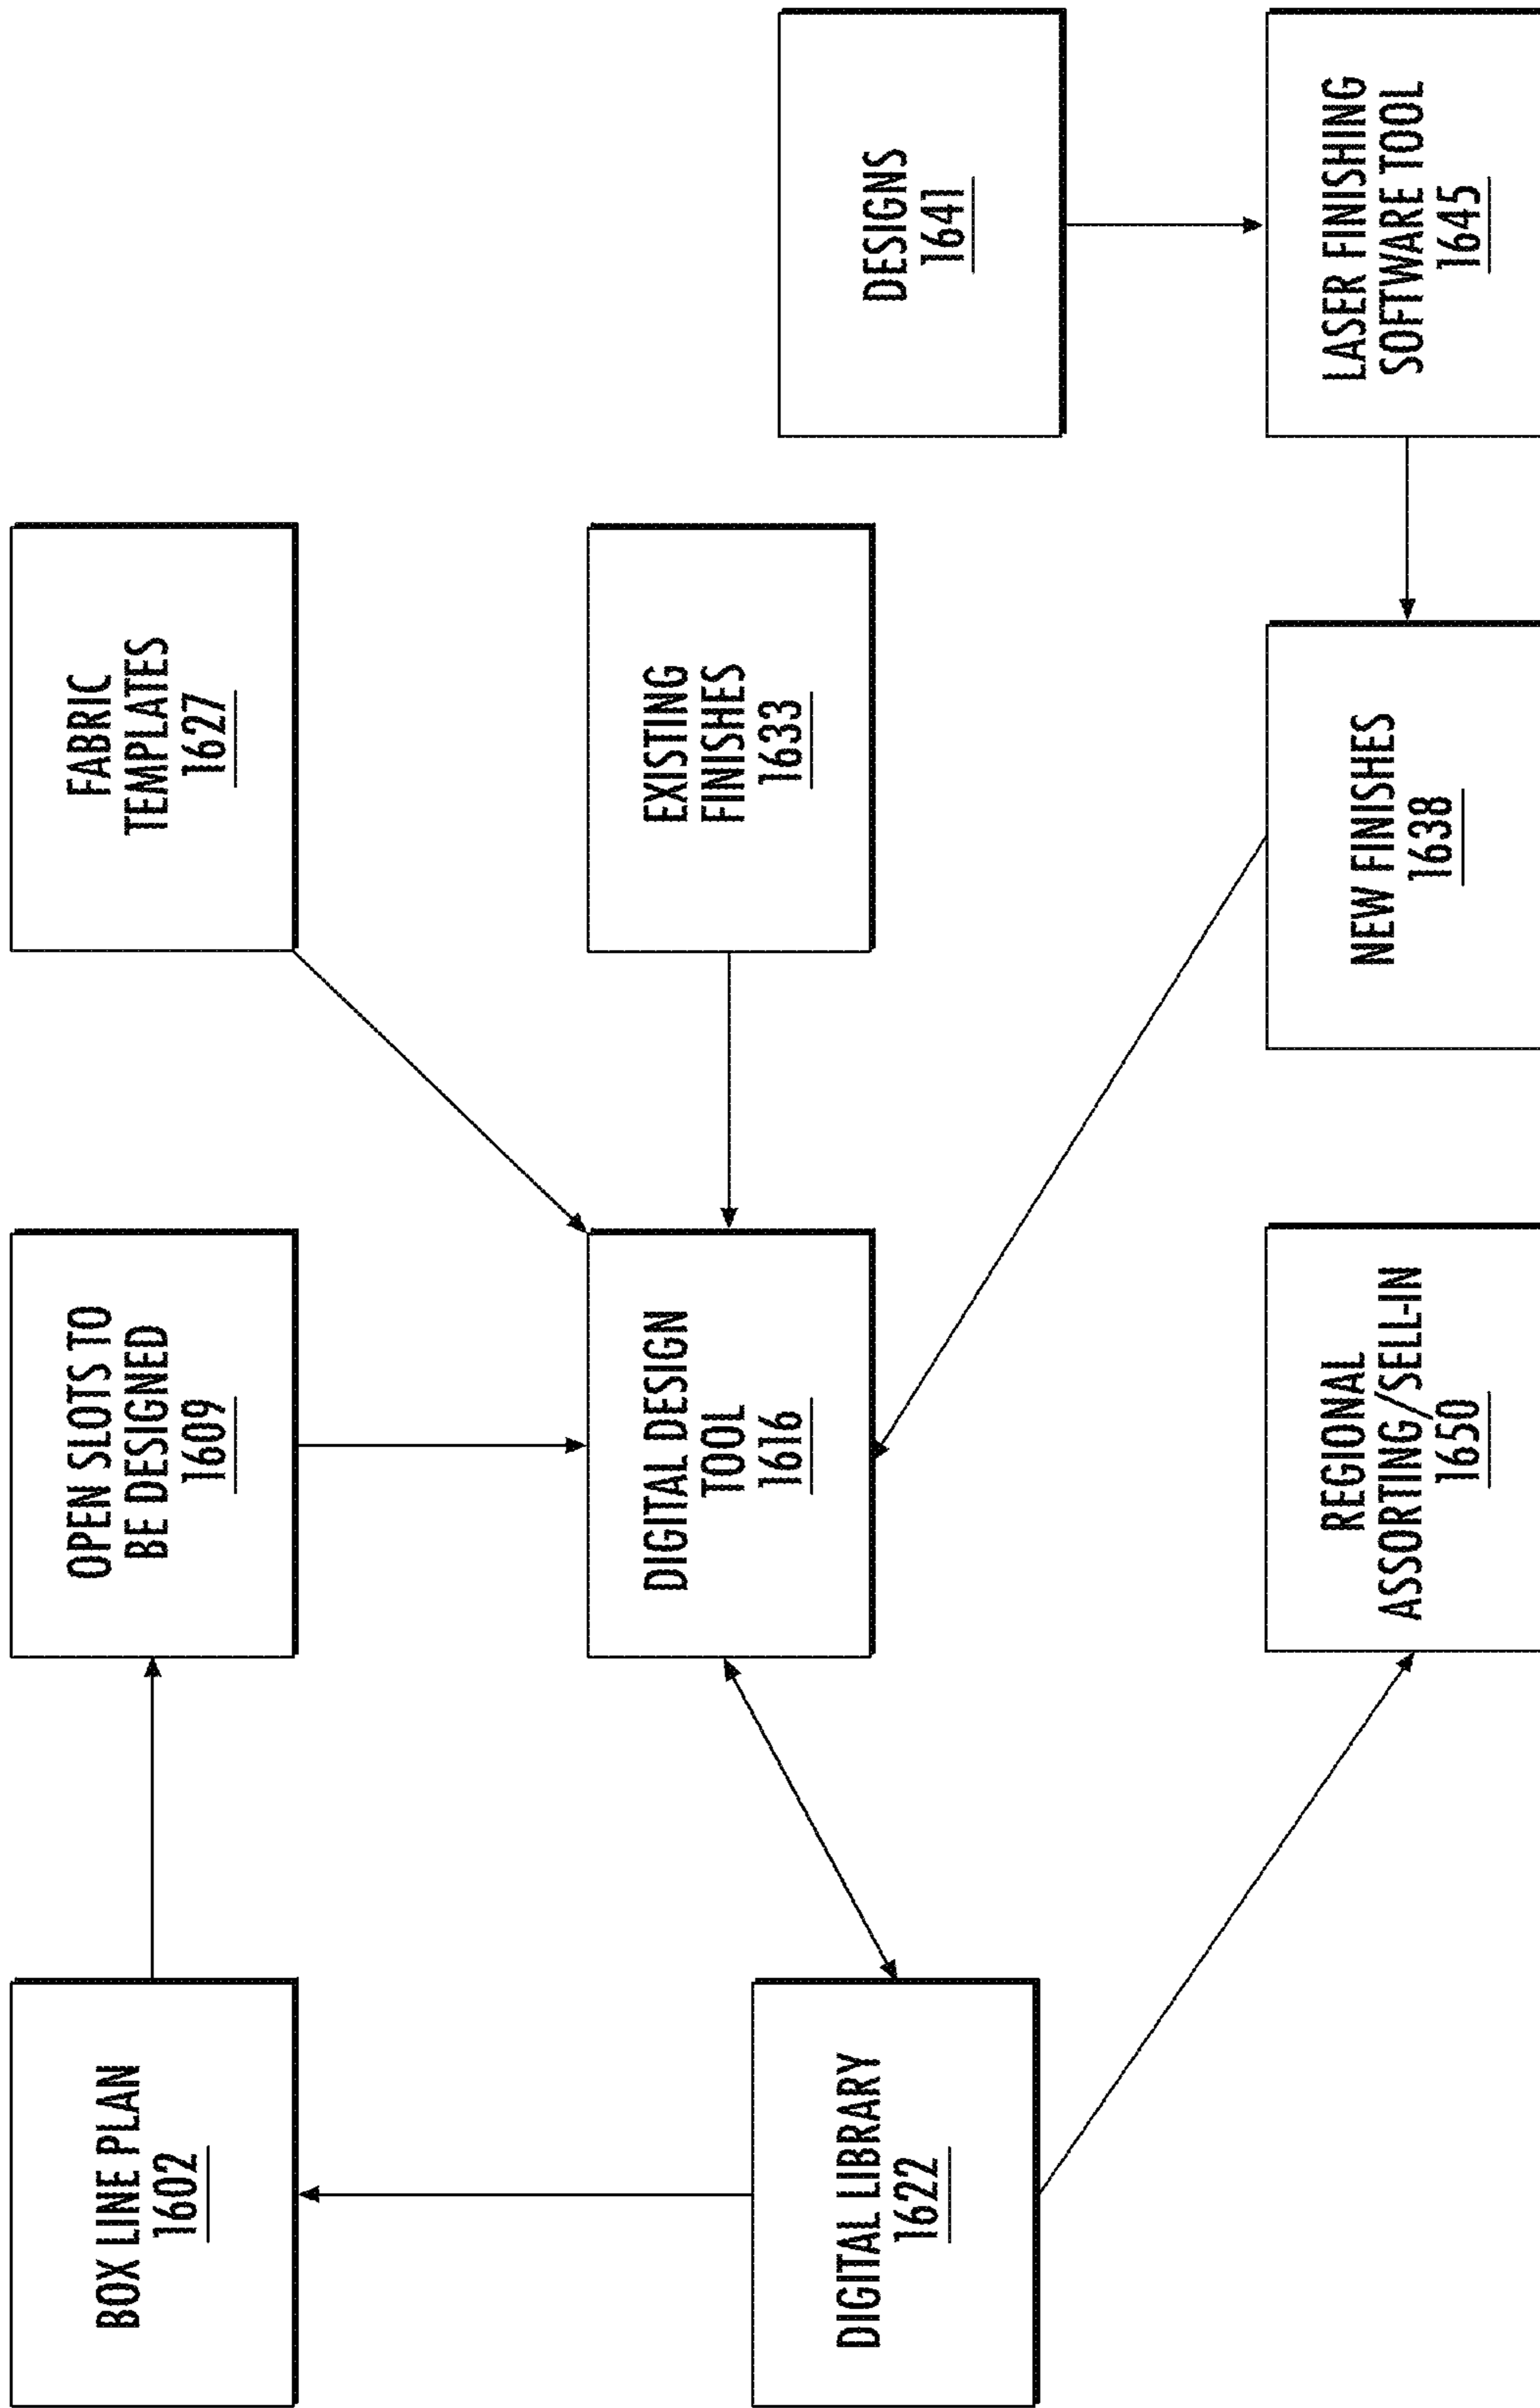 BOX LINE PLAN
1602
OPEN SLOTS TO
BE DESIGNED
1609
FABRIC
TEMPLATES
1627
DIGITAL LIBRARY
1622
DIGITAL DESIGN
TOOL
1616
EXISTING
FINISHES
1633
DESIGNS
1641
REGIONAL
ASSORTING/SELL-IN
1650
NEW FINISHES
1638
LASER FINISHING
SOFTWARE TOOL
1645